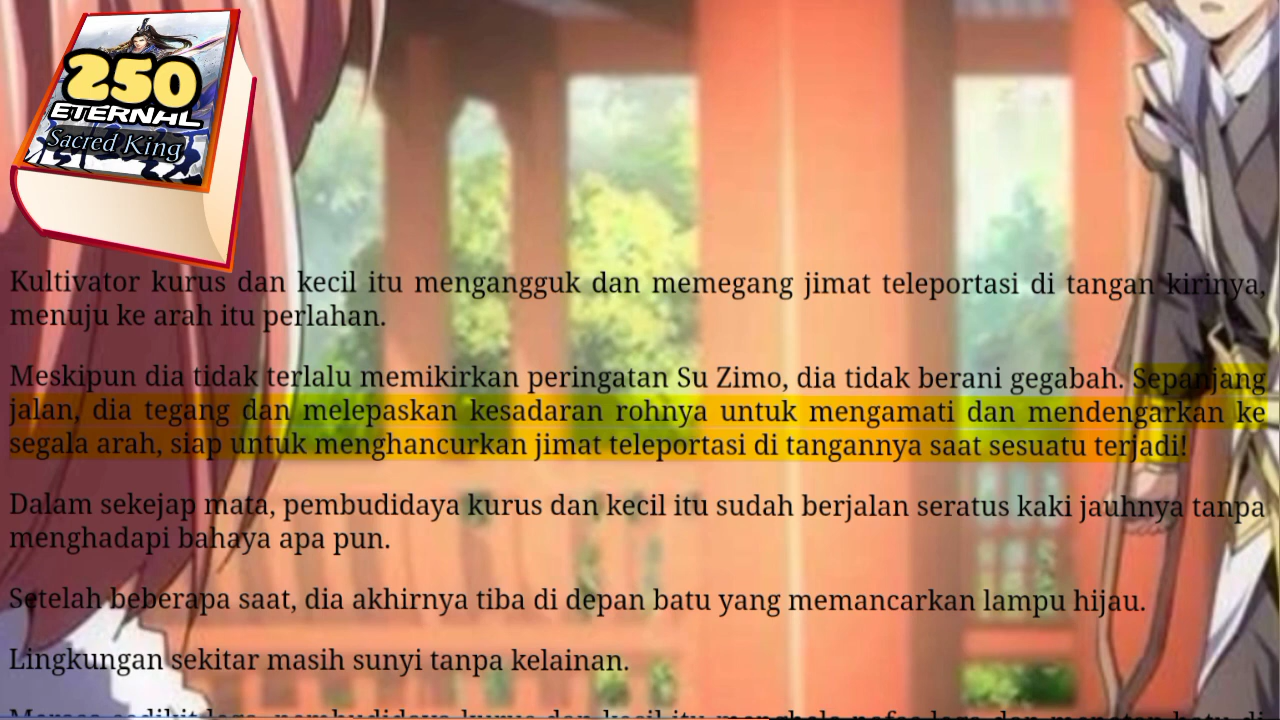 250
ETERNAL
Sacred King
Kultivator kurus dan kecil itu mengangguk dan memegang jimat teleportasi di tangan kirinya,
menuju ke arah itu perlahan.
Meskipun dia tidak terlalu memikirkan peringatan Su Zimo, dia tidak berani gegabah. Sepanjang
jalan, dia tegang dan melepaskan kesadaran rohnya untuk mengamati dan mendengarkan ke
segala arah, siap untuk menghancurkan jimat teleportasi di tangannya saat sesuatu terjadi!
Dalam sekejap mata, pembudidaya kurus dan kecil itu sudah berjalan seratus kaki jauhnya tanpa
menghadapi bahaya apa pun.
Setelah beberapa saat, dia akhirnya tiba di depan batu yang memancarkan lampu hijau.
Lingkungan sekitar masih sunyi tanpa kelainan.